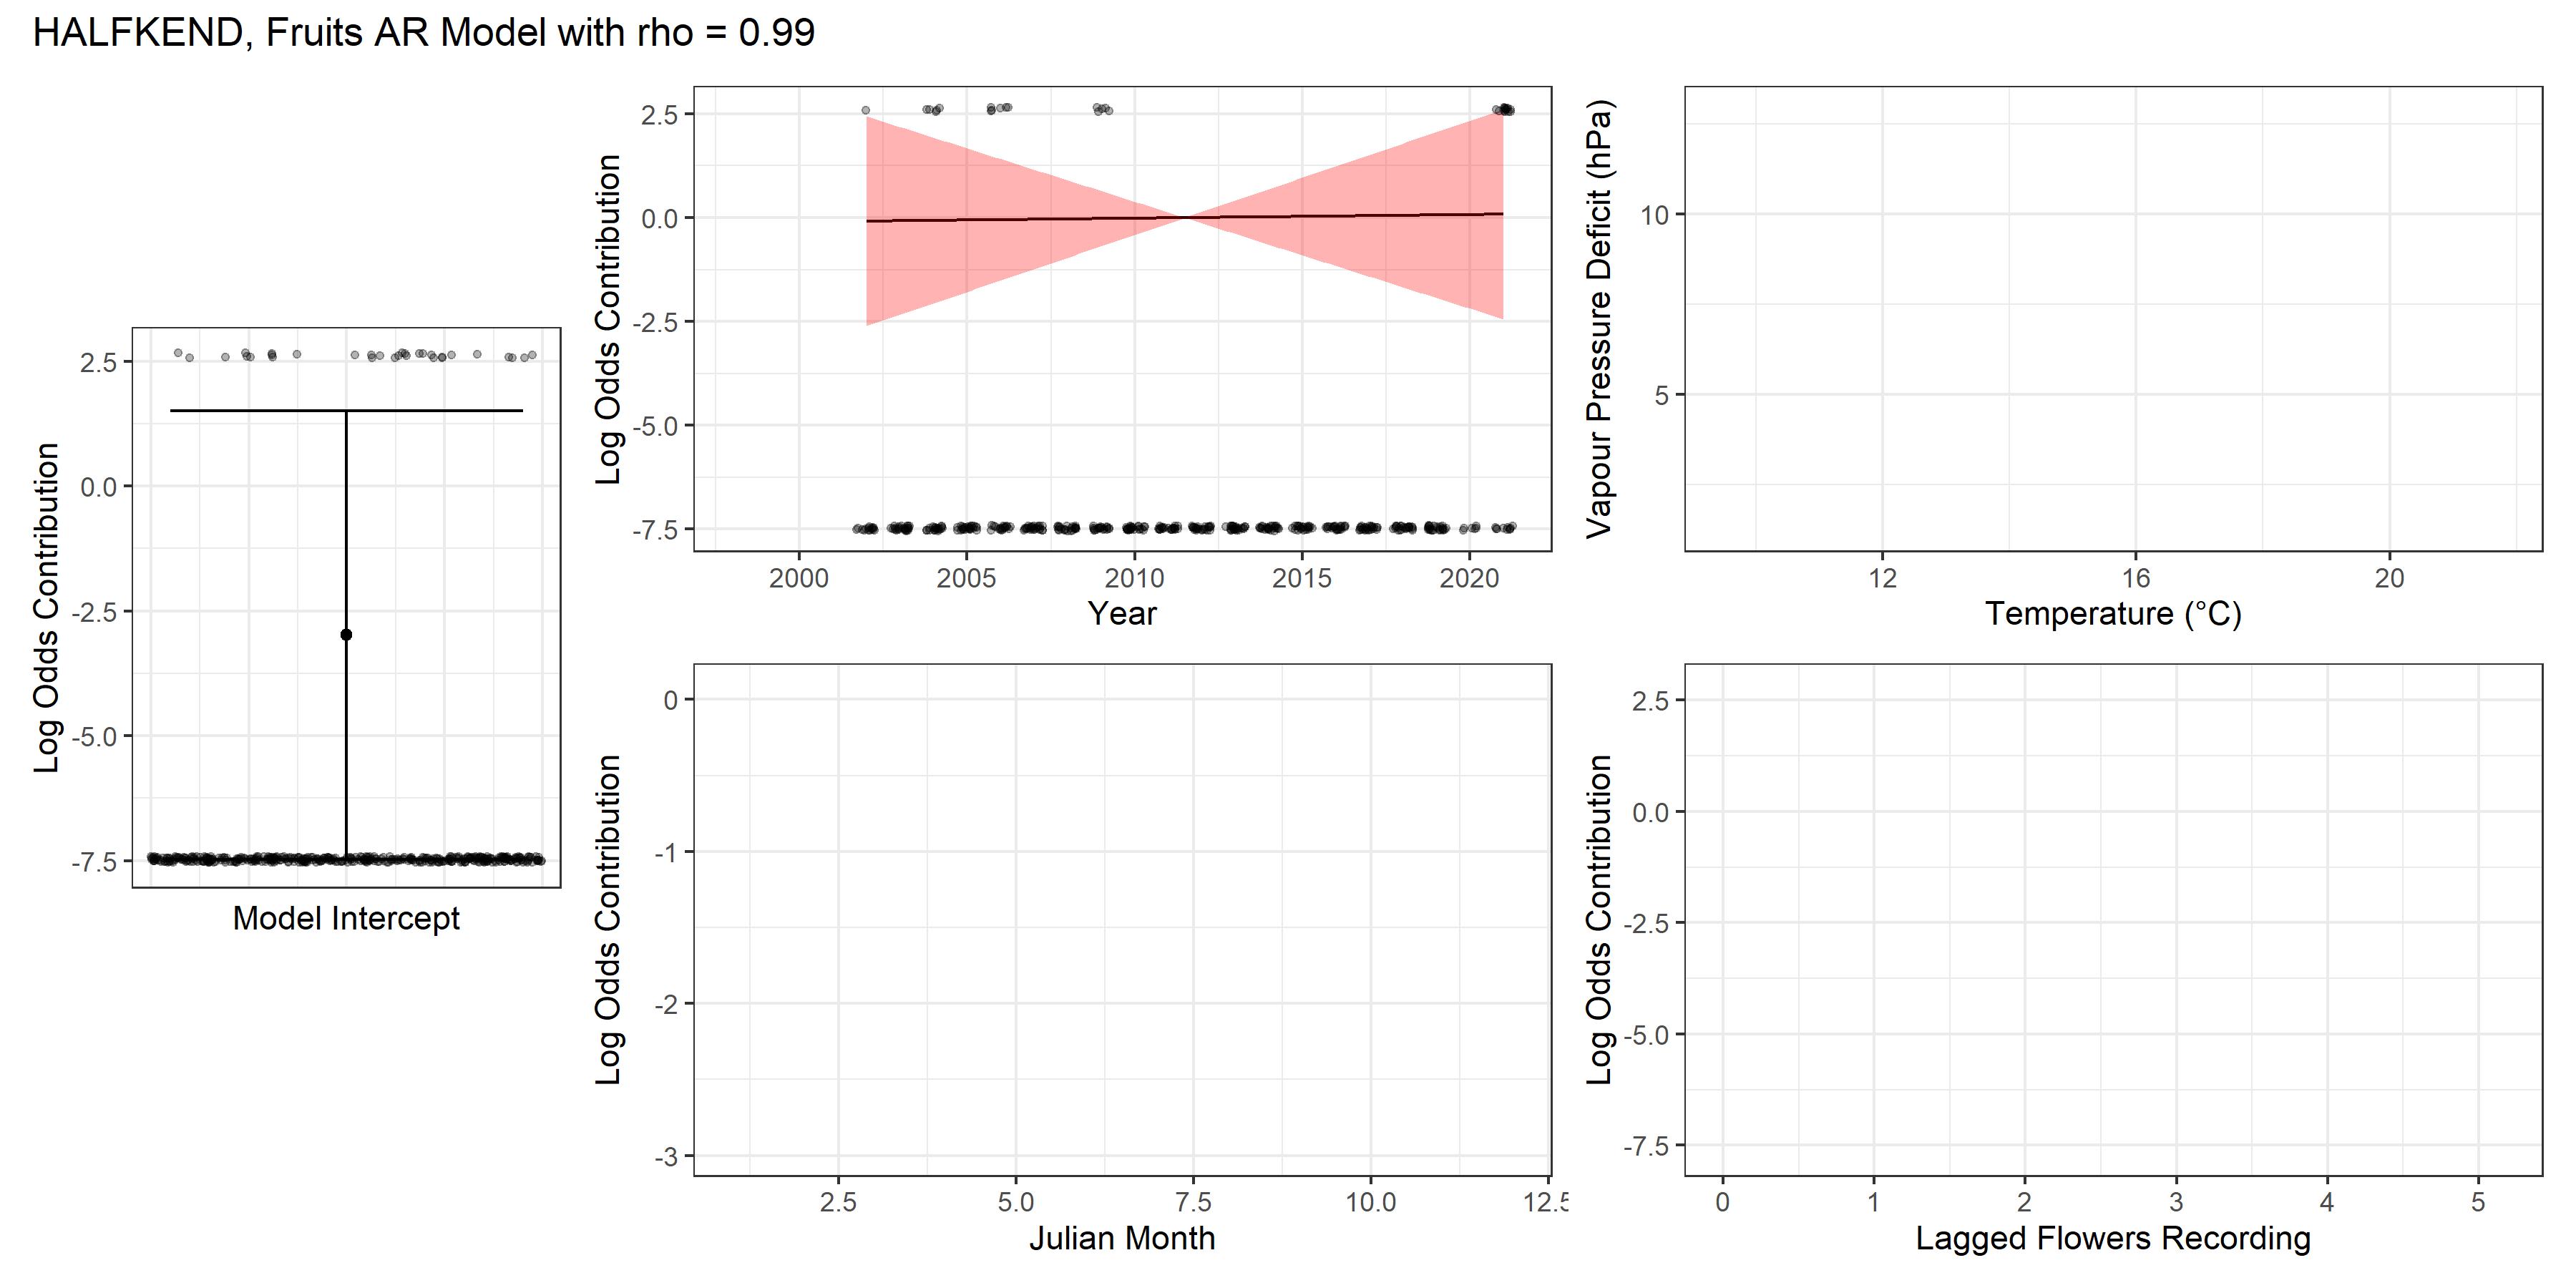 HALFKEND, Fruits AR Model with rho = 0.99
Log Odds Contribution
2.5
0.0
-2.5
-5.0
-7.5
Model Intercept
Log Odds Contribution
2.5
0.0
-2.5
-5.0
-7.5
2000 2005 2010 2015 2020
Year
Vapour Pressure Deficit (hPa)
10
5
12 16 20
Temperature (°C)
Log Odds Contribution
0
-1
-2
-3
2.5 5.0 7.5 10.0 12.5
Julian Month
Log Odds Contribution
2.5
0.0
-2.5
-5.0
-7.5
0 1 2 3 4 5
Lagged Flowers Recording